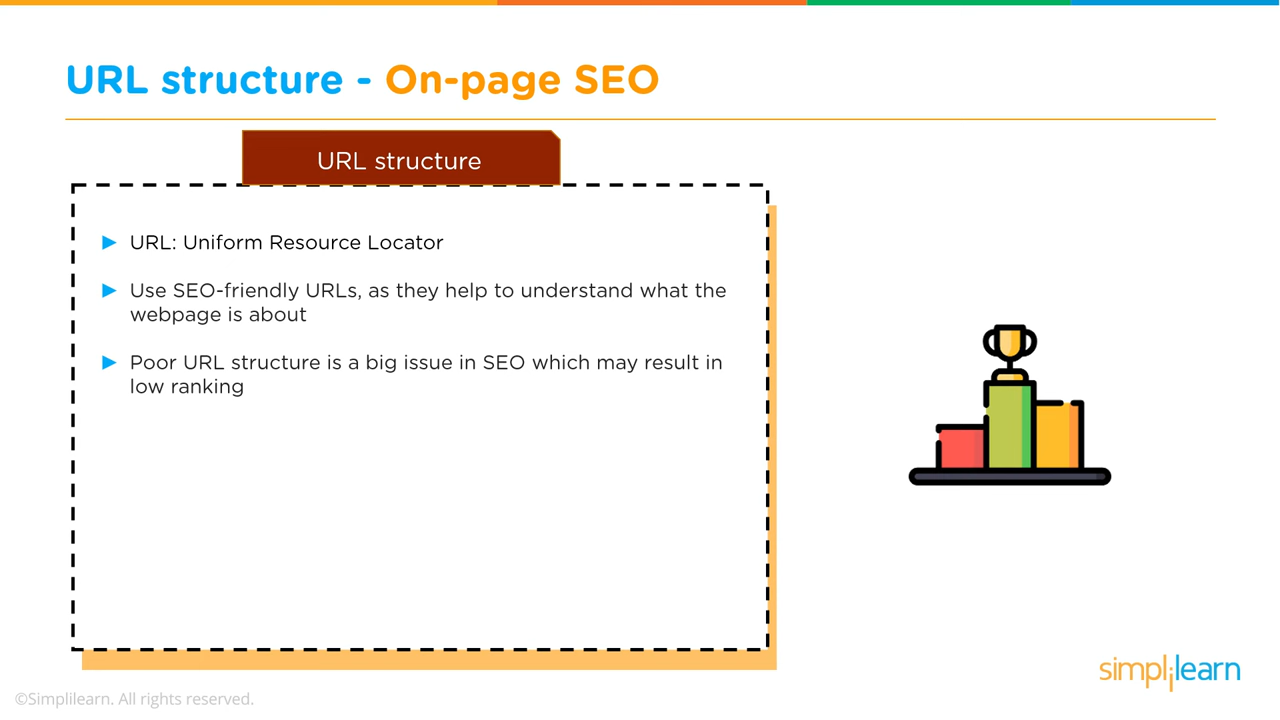 URL structure - On-page SEO
URL structure
URL: Uniform Resource Locator
Use SEO-friendly URLs, as they help to understand what the
webpage is about
Poor URL structure is a big issue in SEO which may result in
low ranking
simplilearn
©Simplilearn. All rights reserved.